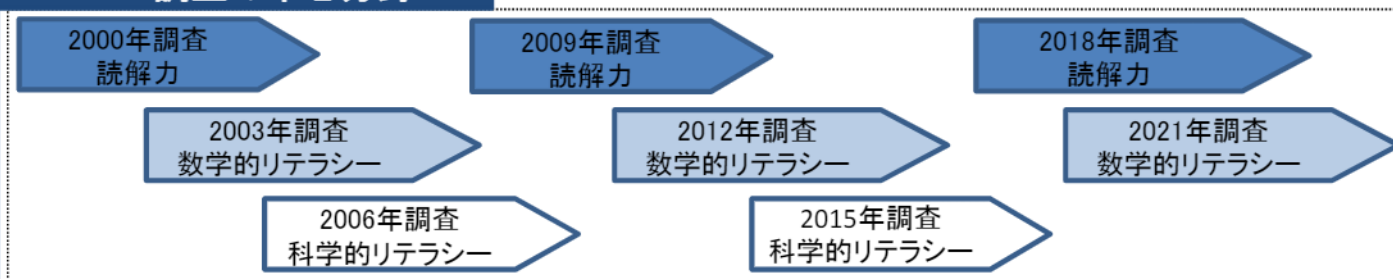 2000年調査
読解力
2009年調査
読解力
2018年調査
読解力
2003年調査
数学的リテラシー
2012年調査
数学的リテラシー
2021年調査
数学的リテラシー
2006年調査
科学的リテラシー
2015年調査
科学的リテラシー